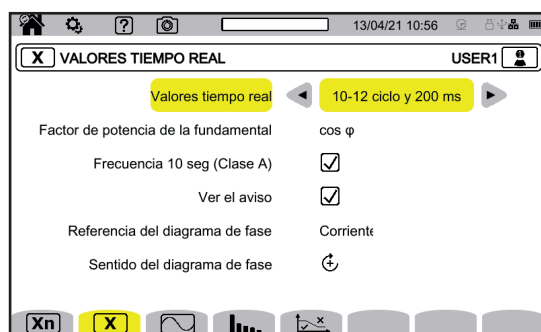 13/04/21 10:56
X VALORES TIEMPO REAL USER1
Valores tiempo real 10-12 ciclo y 200 ms
Factor de potencia de la fundamental cos φ
Frecuencia 10 seg (Clase A)
Ver el aviso
Referencia del diagrama de fase Corriente
Sentido del diagrama de fase
Xn X